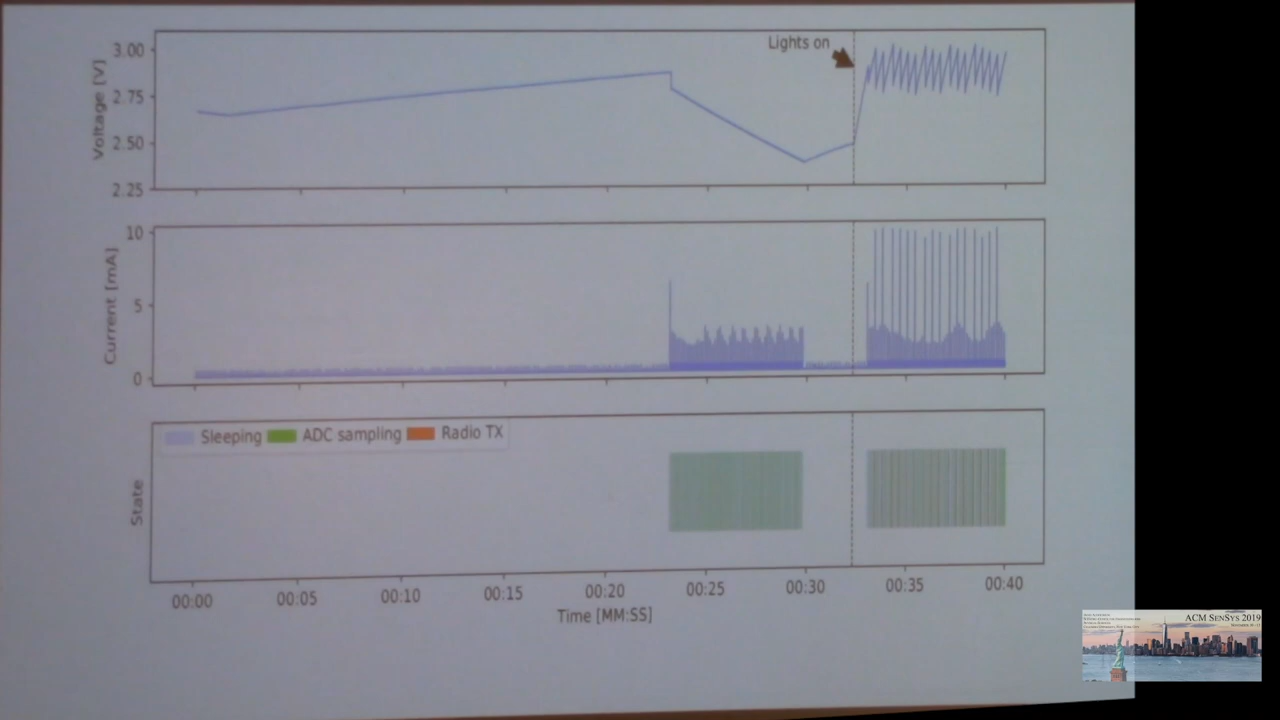 Lights on
Voltage [V]
3.00
2.75
2.50
2.25
Current [mA]
10
5
0
Sleeping ADC sampling Radio TX
State
00:00 00:05 00:10 00:15 00:20 00:25 00:30 00:35 00:40
Time [MM:SS]
ACM SENSYS 2019